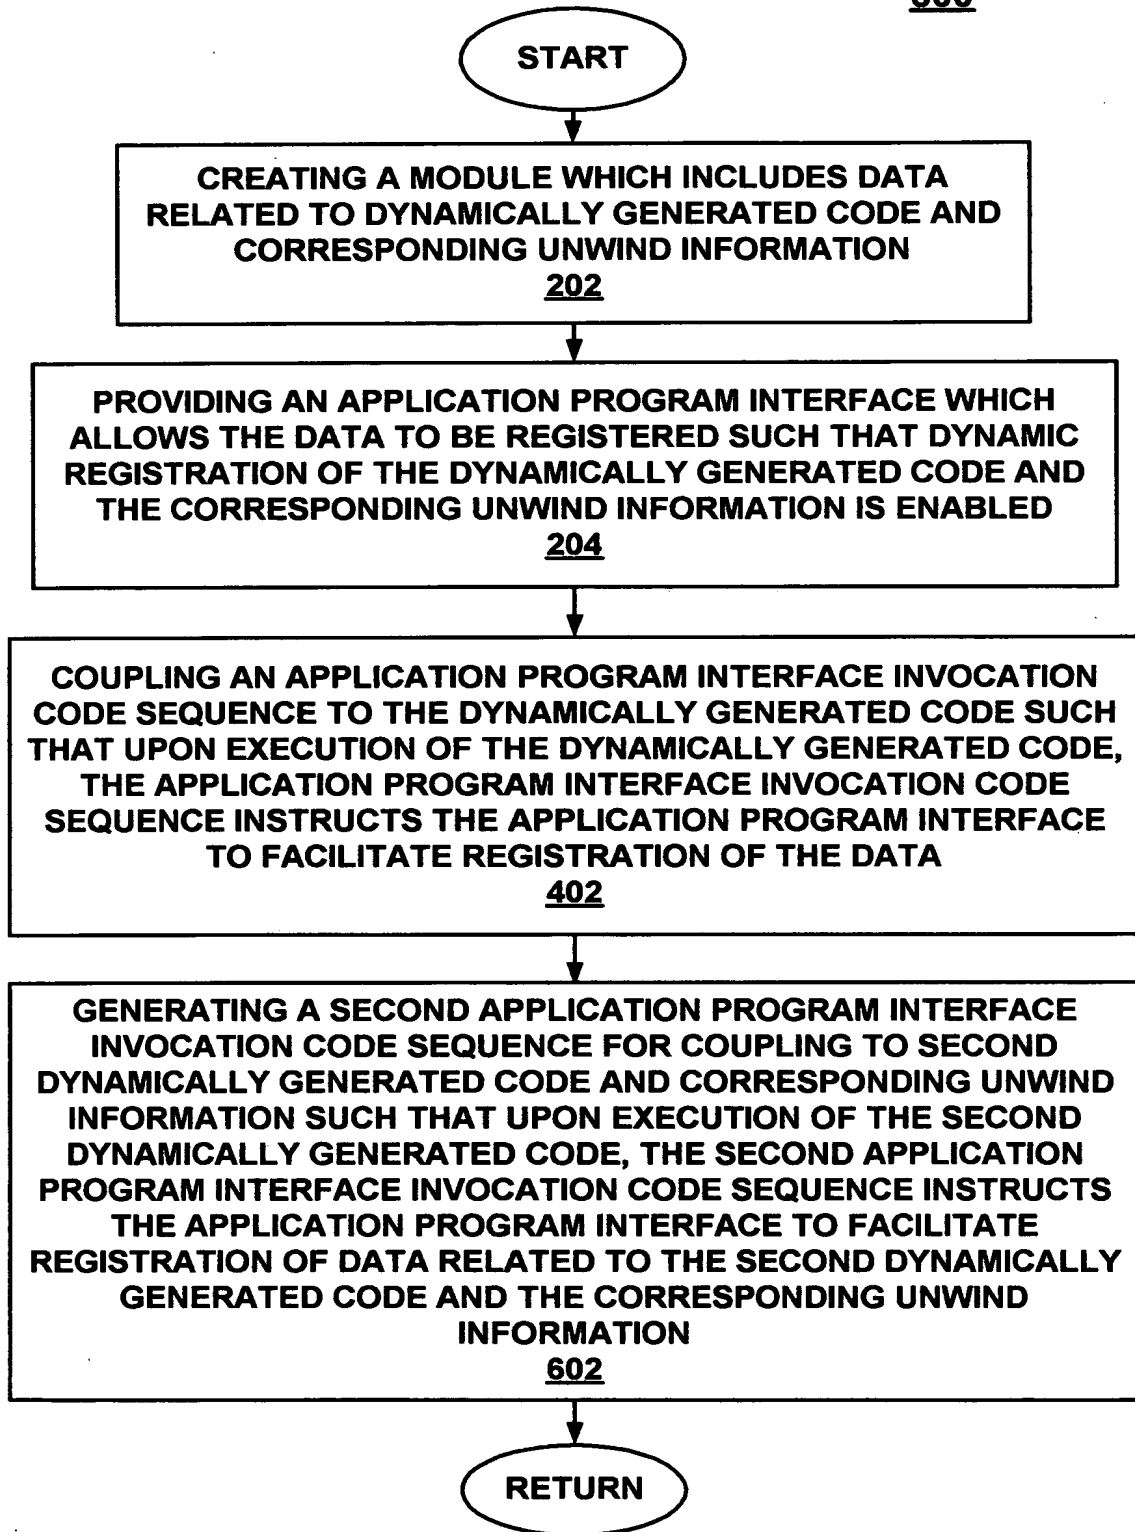 START
CREATING A MODULE WHICH INCLUDES DATA
RELATED TO DYNAMICALLY GENERATED CODE AND
CORRESPONDING UNWIND INFORMATION
202
PROVIDING AN APPLICATION PROGRAM INTERFACE WHICH
ALLOWS THE DATA TO BE REGISTERED SUCH THAT DYNAMIC
REGISTRATION OF THE DYNAMICALLY GENERATED CODE AND
THE CORRESPONDING UNWIND INFORMATION IS ENABLED
204
COUPLING AN APPLICATION PROGRAM INTERFACE INVOCATION
CODE SEQUENCE TO THE DYNAMICALLY GENERATED CODE SUCH
THAT UPON EXECUTION OF THE DYNAMICALLY GENERATED CODE,
THE APPLICATION PROGRAM INTERFACE INVOCATION CODE
SEQUENCE INSTRUCTS THE APPLICATION PROGRAM INTERFACE
TO FACILITATE REGISTRATION OF THE DATA
402
GENERATING A SECOND APPLICATION PROGRAM INTERFACE
INVOCATION CODE SEQUENCE FOR COUPLING TO SECOND
DYNAMICALLY GENERATED CODE AND CORRESPONDING UNWIND
INFORMATION SUCH THAT UPON EXECUTION OF THE SECOND
DYNAMICALLY GENERATED CODE, THE SECOND APPLICATION
PROGRAM INTERFACE INVOCATION CODE SEQUENCE INSTRUCTS
THE APPLICATION PROGRAM INTERFACE TO FACILITATE
REGISTRATION OF DATA RELATED TO THE SECOND DYNAMICALLY
GENERATED CODE AND THE CORRESPONDING UNWIND
INFORMATION
602
RETURN